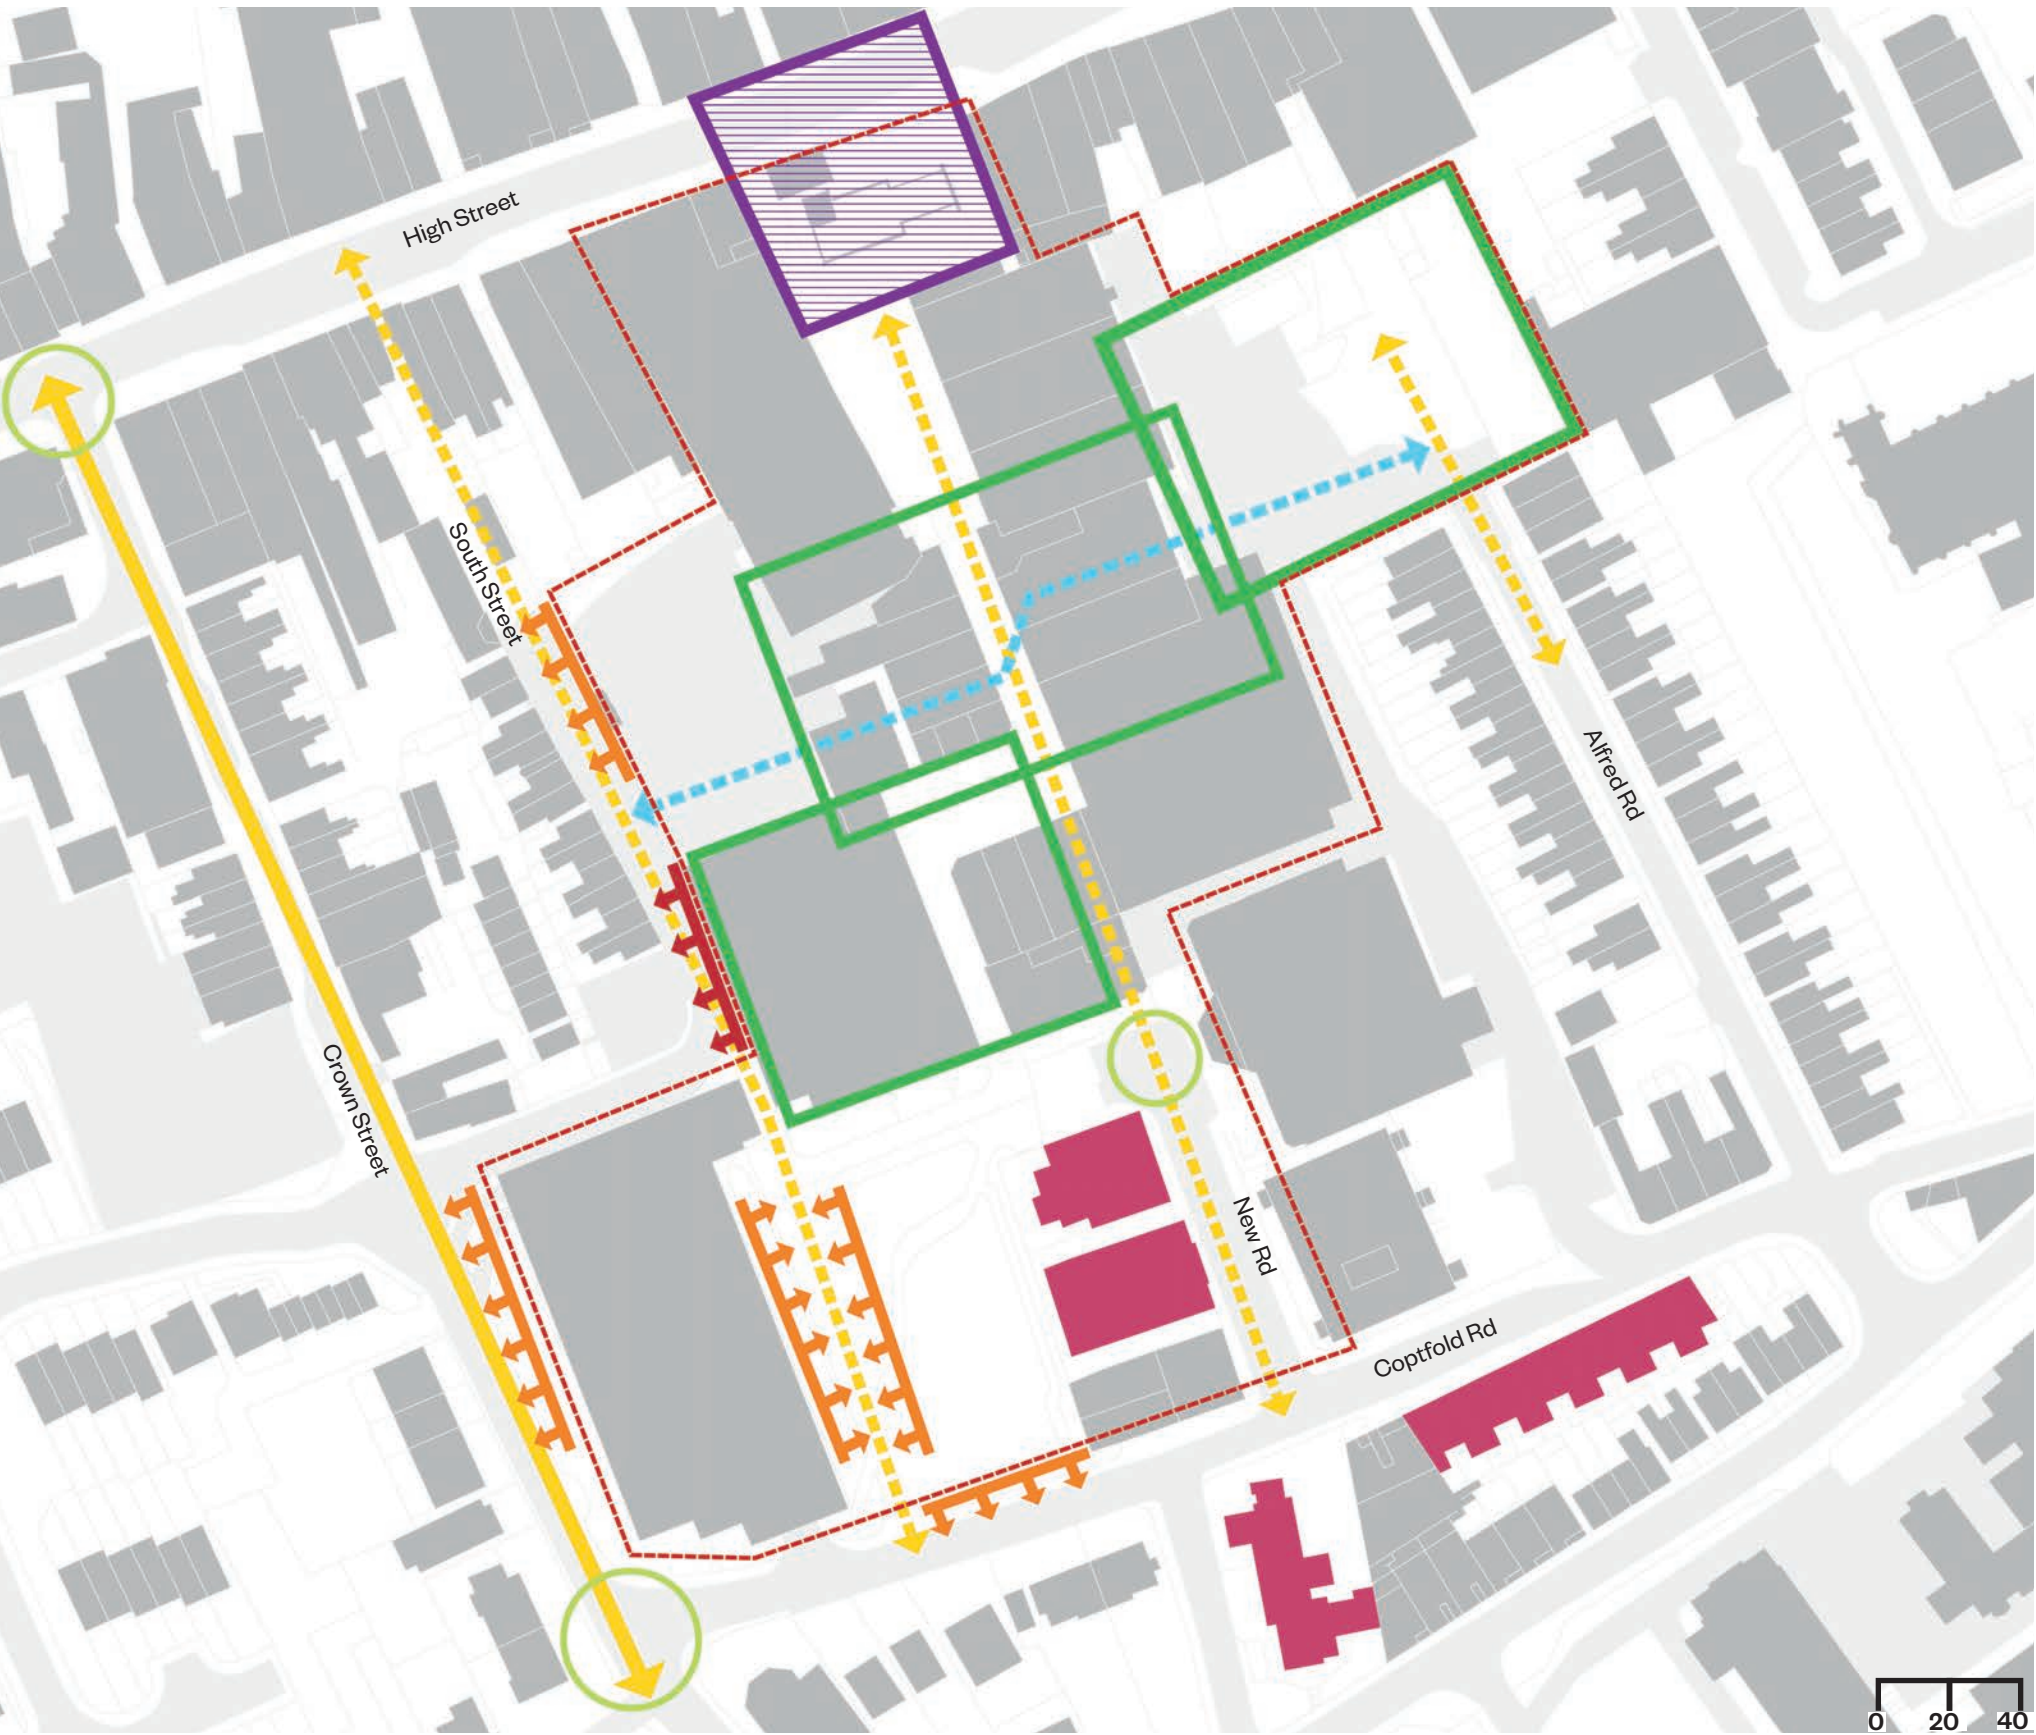 High Street
South Street
Alfred Rd
Crown Street
New Rd
Coptfold Rd
0 20 40